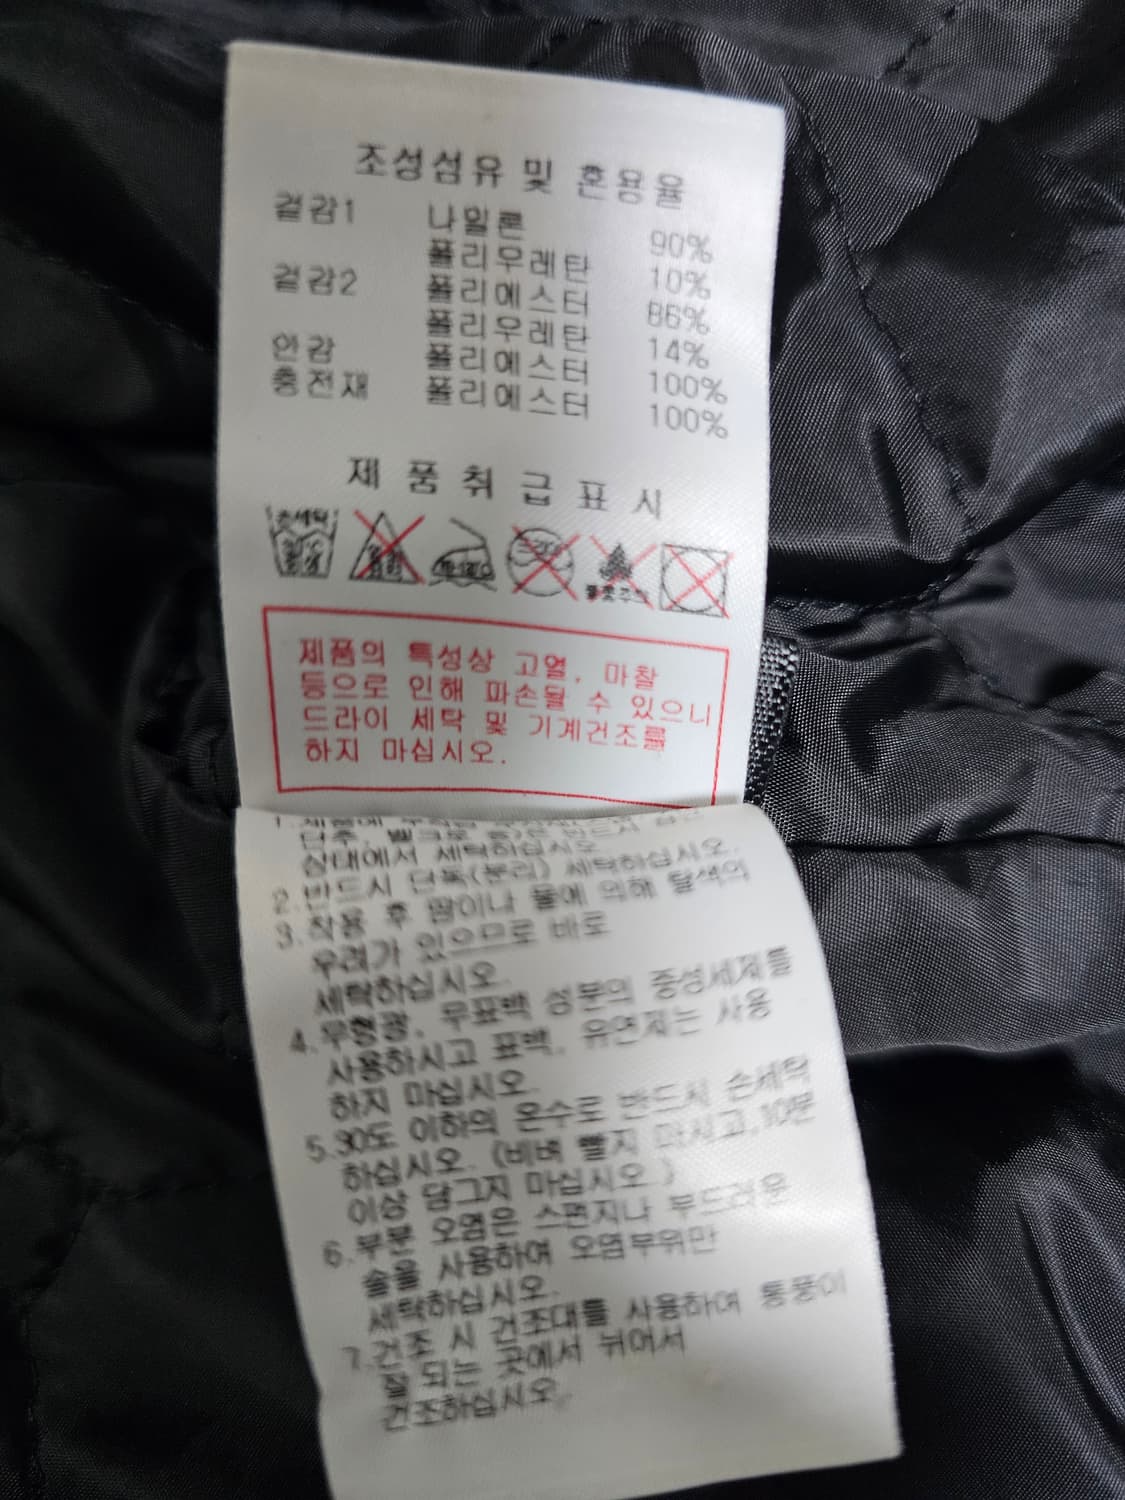 조성섬유 및 혼용율
겉감1 나일론 90%
폴리우레탄 10%
겉감2 폴리에스터 86%
폴리우레탄 14%
안감 폴리에스터 100%
충전재 폴리에스터 100%
제 품 취 급 표 시
손세탁
제품의 특성상 고열, 마찰
등으로 인해 파손될 수 있으니
드라이 세탁 및 기계건조를
하지 마십시오.
단추, 벨크로 반드시
상태에서 세탁하십시오.
2.반드시 단독(분리) 세탁하십시오.
3.착용 후 땀이나 물에 의해 탈색의
우려가 있으므로 바로
세탁하십시오.
4.무형광, 무표백 성분의 중성세제를
사용하시고 표백, 유연제는 사용
하지 마십시오.
5.30도 이하의 온수로 반드시 손세탁
하십시오. (비벼 빨지 마시고,10분
이상 담그지 마십시오.)
6.부분 오염은 스펀지나 부드러운
솔을 사용하여 오염부위만
세탁하십시오.
7.건조 시 건조대를 사용하여 통풍이
잘 되는 곳에서 뉘어서
건조하십시오.